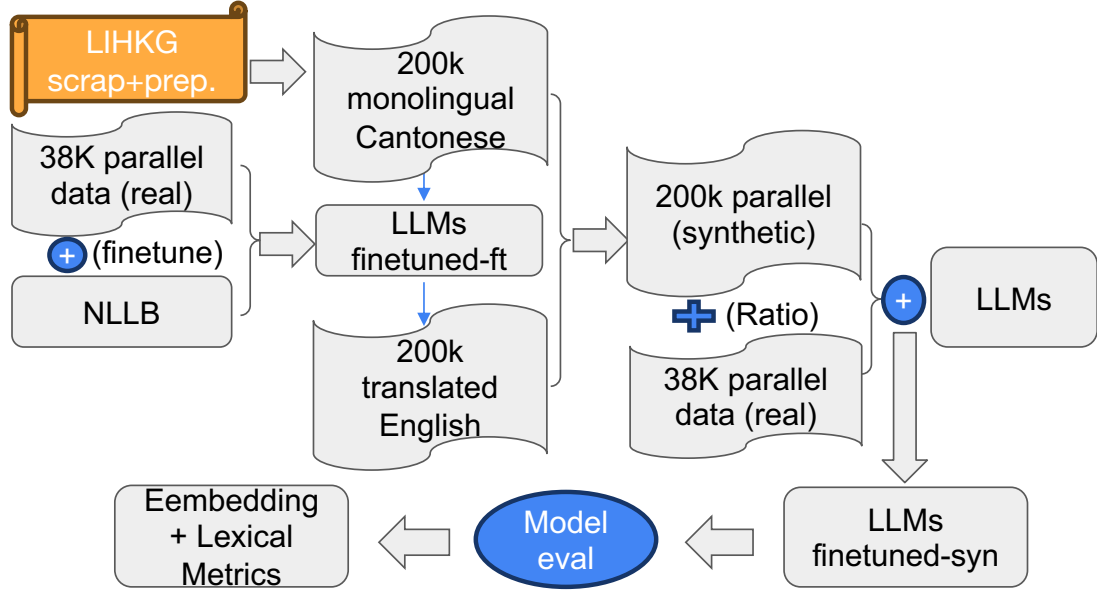 LIHKG
scrap+prep.
200k
monolingual
Cantonese
38K parallel
data (real)
+ (finetune)
NLLB
LLMs
finetuned-ft
200k
translated
English
200k parallel
(synthetic)
(Ratio)
38K parallel
data (real)
+
LLMs
LLMs
finetuned-syn
Model
eval
Eembedding
+ Lexical
Metrics